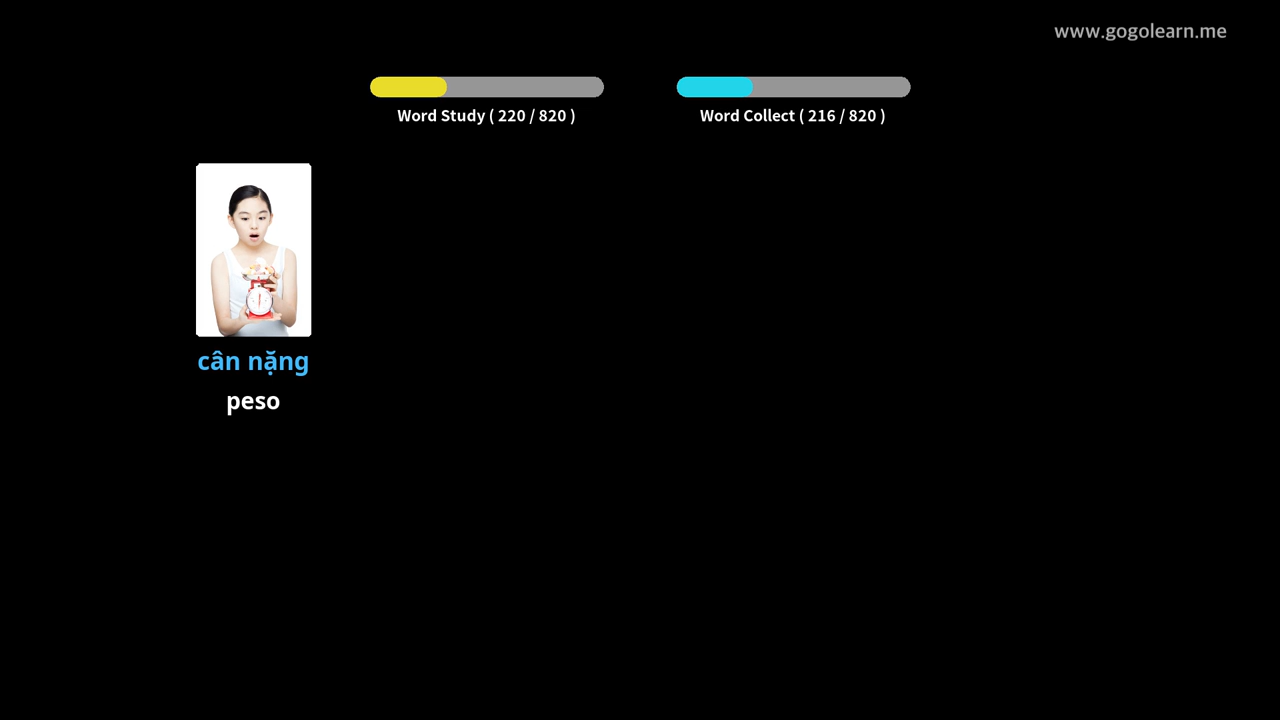 www.gogolearn.me
Word Study ( 220 / 820 )
Word Collect ( 216 / 820 )
cân nặng
peso